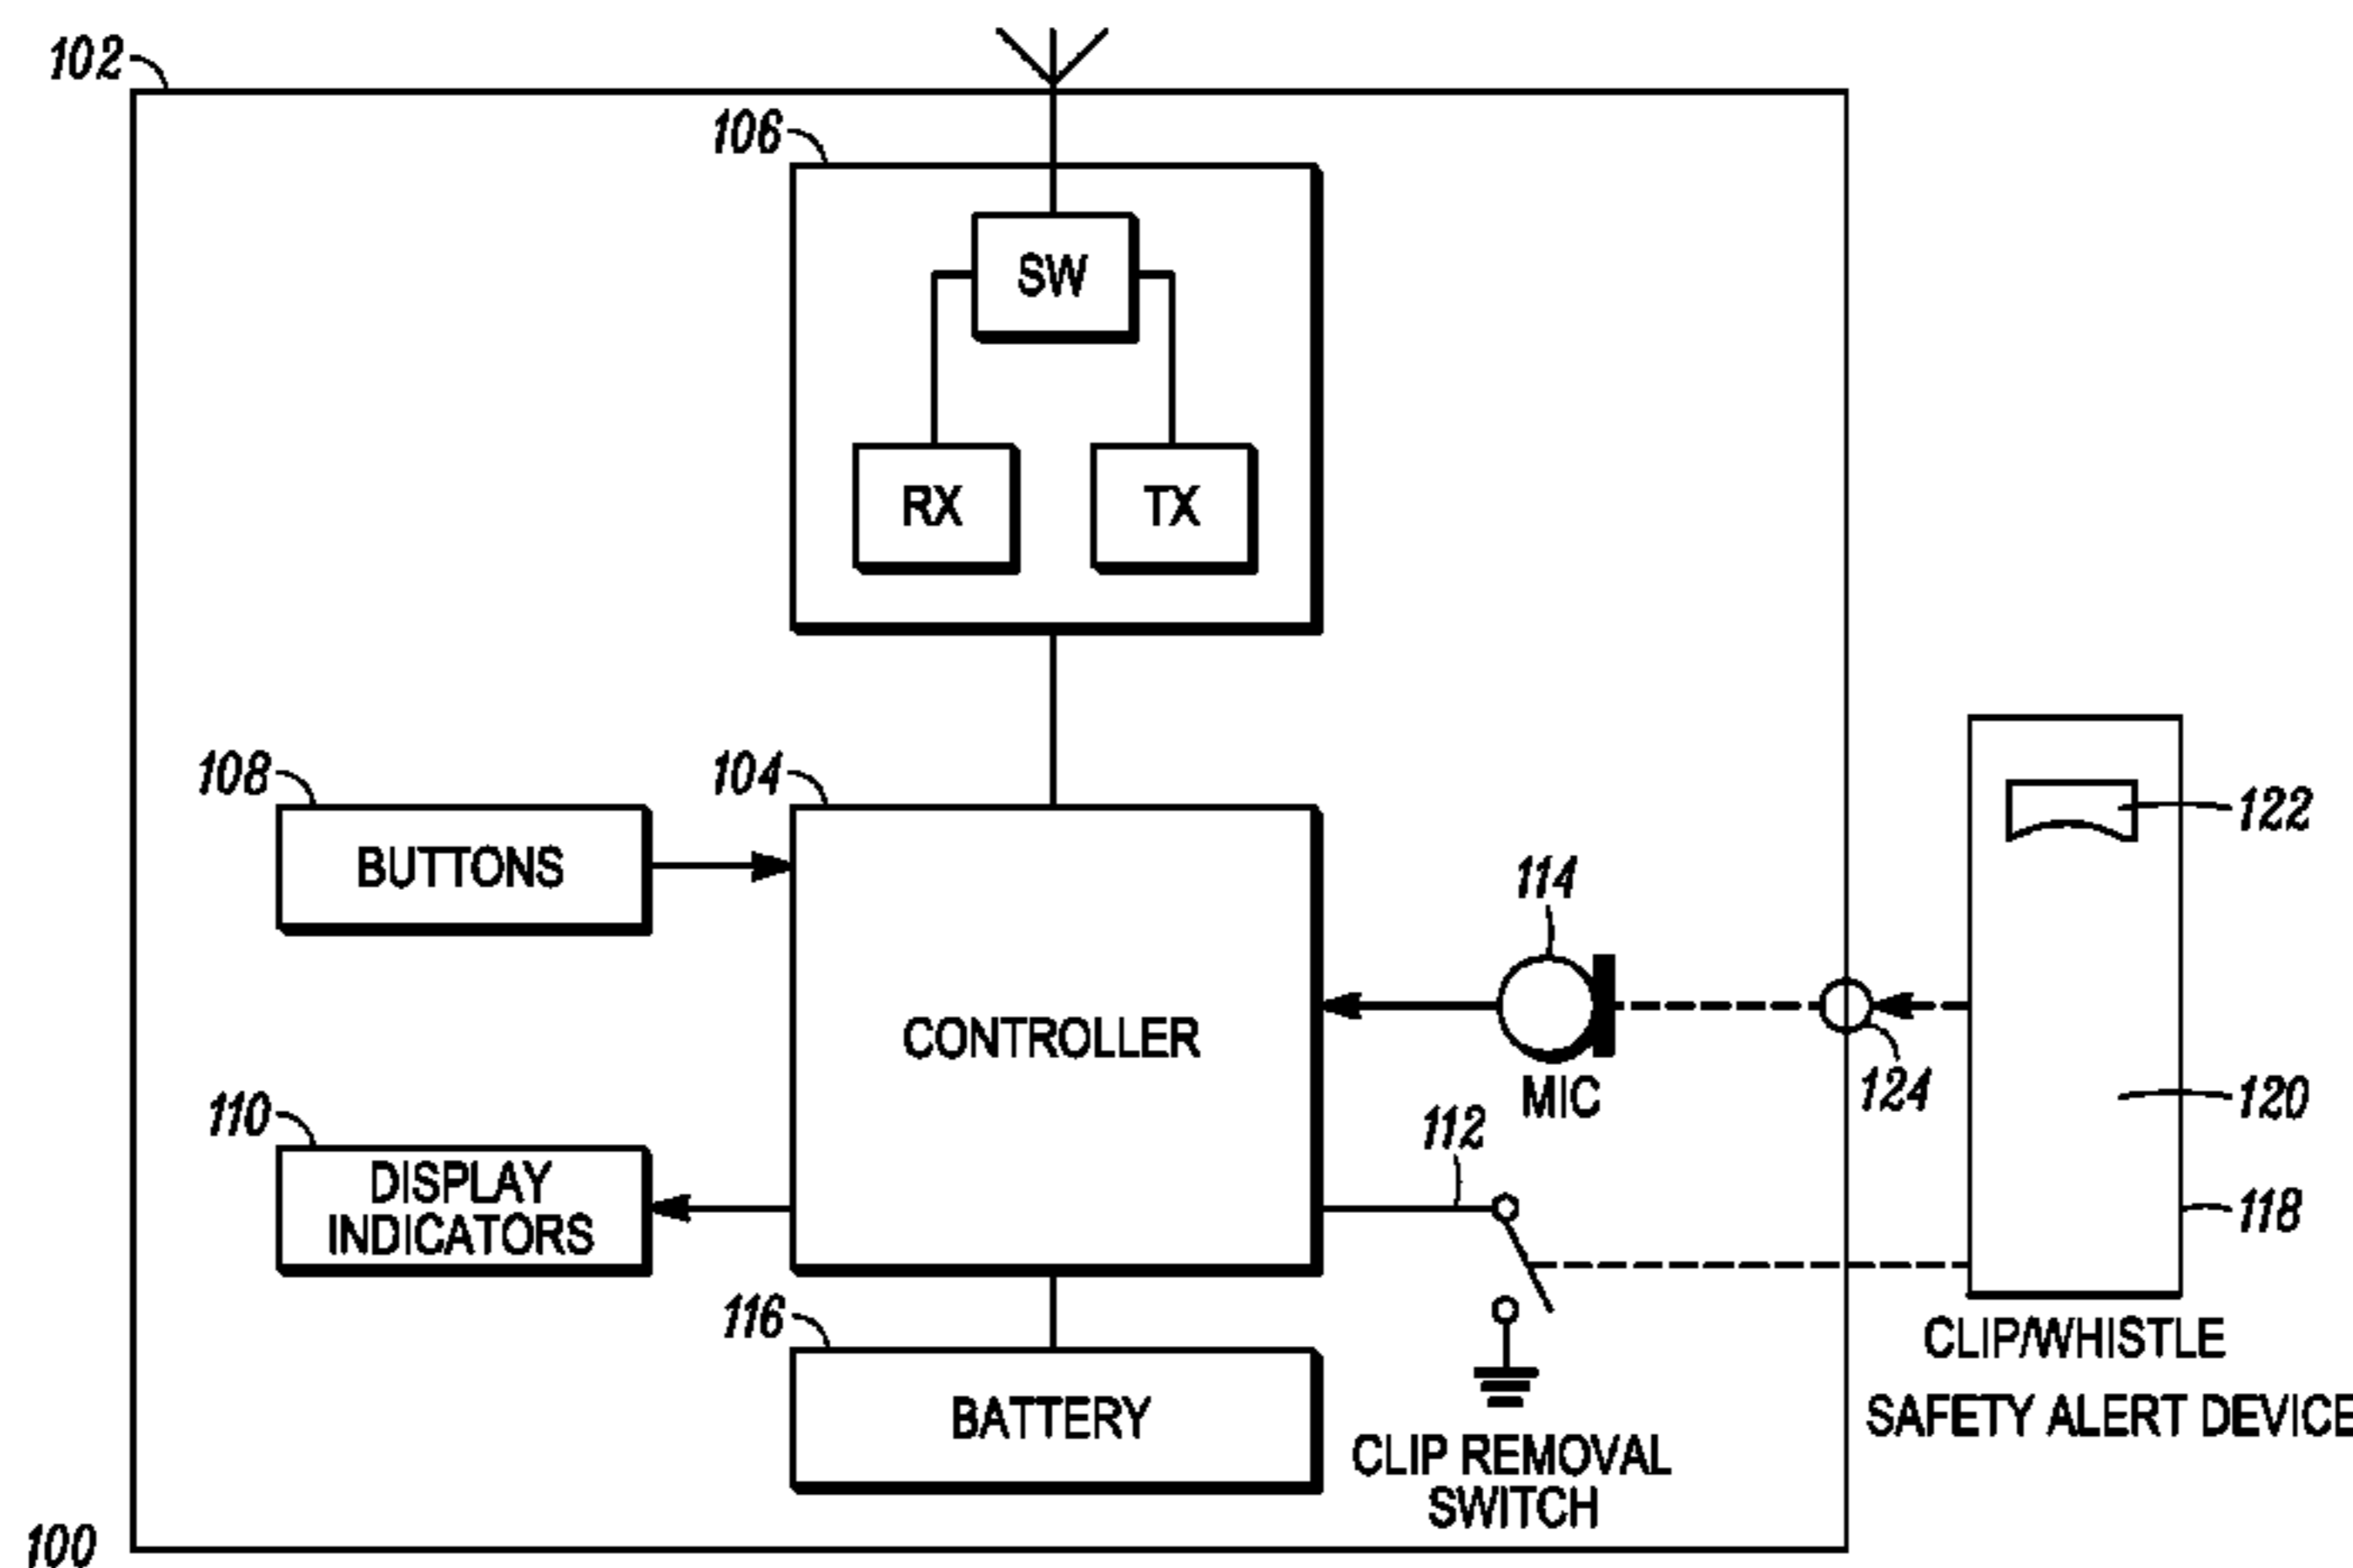 102
106
SW
RX
TX
108
104
BUTTONS
122
114
CONTROLLER
MIC
124
120
110
112
DISPLAY
INDICATORS
118
116
CLIP/WHISTLE
SAFETY ALERT DEVICE
BATTERY
CLIP REMOVAL
SWITCH
100